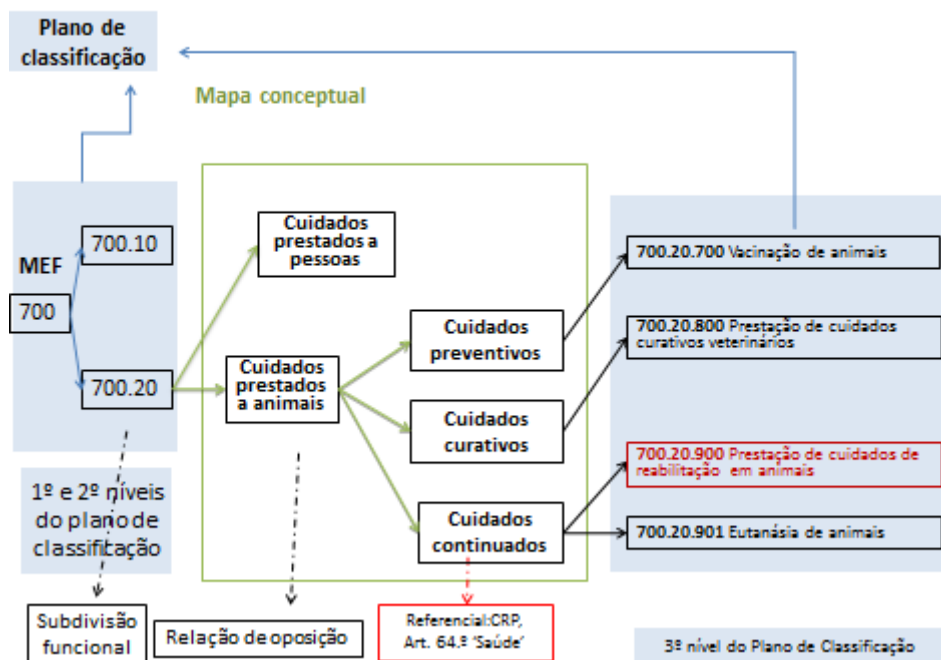 Plano de
classificação
Mapa conceptual
MEF
700
700.10
700.20
1º e 2º níveis
do plano de
classificação
Subdivisão
funcional
Cuidados
prestados a
pessoas
Cuidados
prestados
a animais
Relação de oposição
Cuidados
preventivos
Cuidados
curativos
Cuidados
continuados
Referencial:CRP,
Art. 64.º 'Saúde'
700.20.700 Vacinação de animais
700.20.800 Prestação de cuidados
curativos veterinários
700.20.900 Prestação de cuidados de
reabilitação em animais
700.20.901 Eutanásia de animais
3º nível do Plano de Classificação